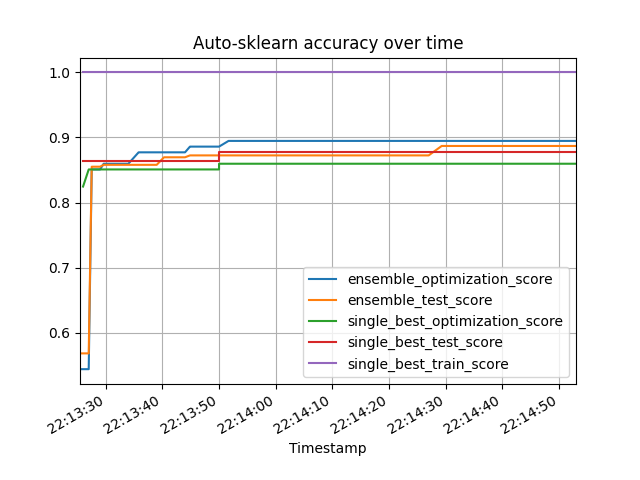 Auto-sklearn accuracy over time
1.0
0.9
0.8
0.7
0.6
ensemble_optimization_score
ensemble_test_score
single_best_optimization_score
single_best_test_score
single_best_train_score
22:13:30
22:13:40
22:13:50
22:14:00
22:14:10
22:14:20
22:14:30
22:14:40
22:14:50
Timestamp